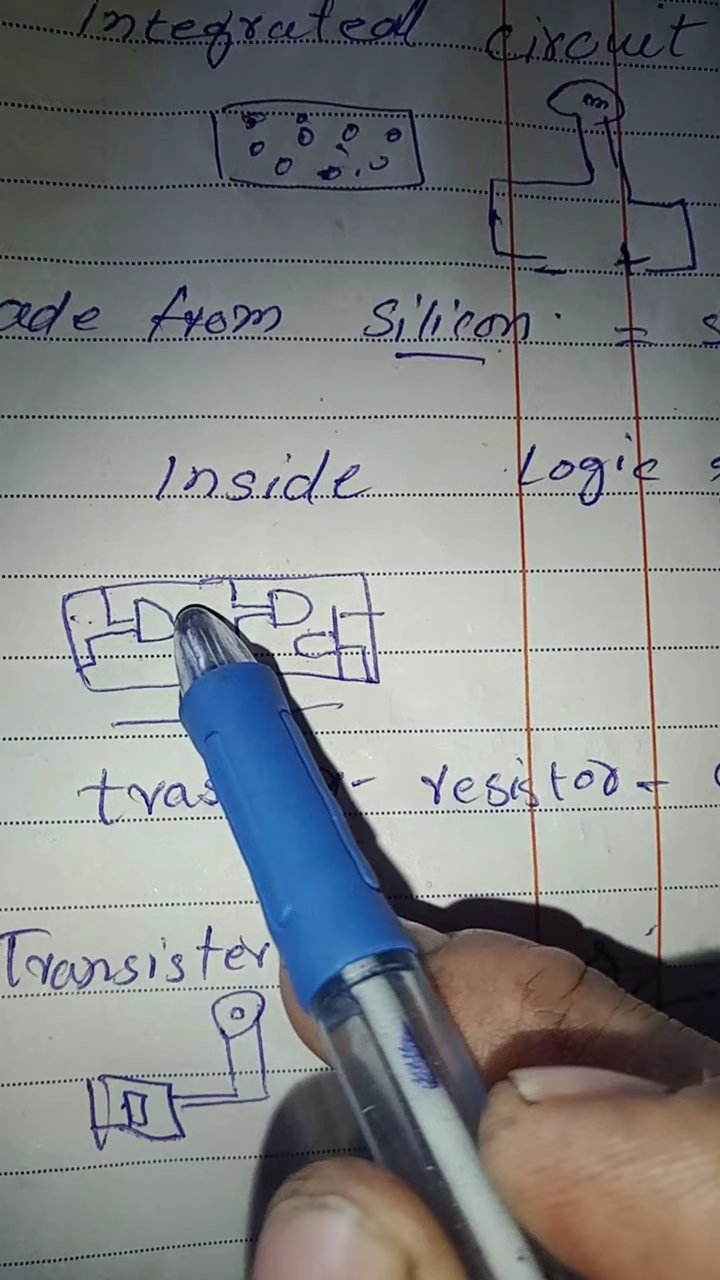 Integrated circuit
ade from Silicon =
Inside Logic
resistor -
Transister